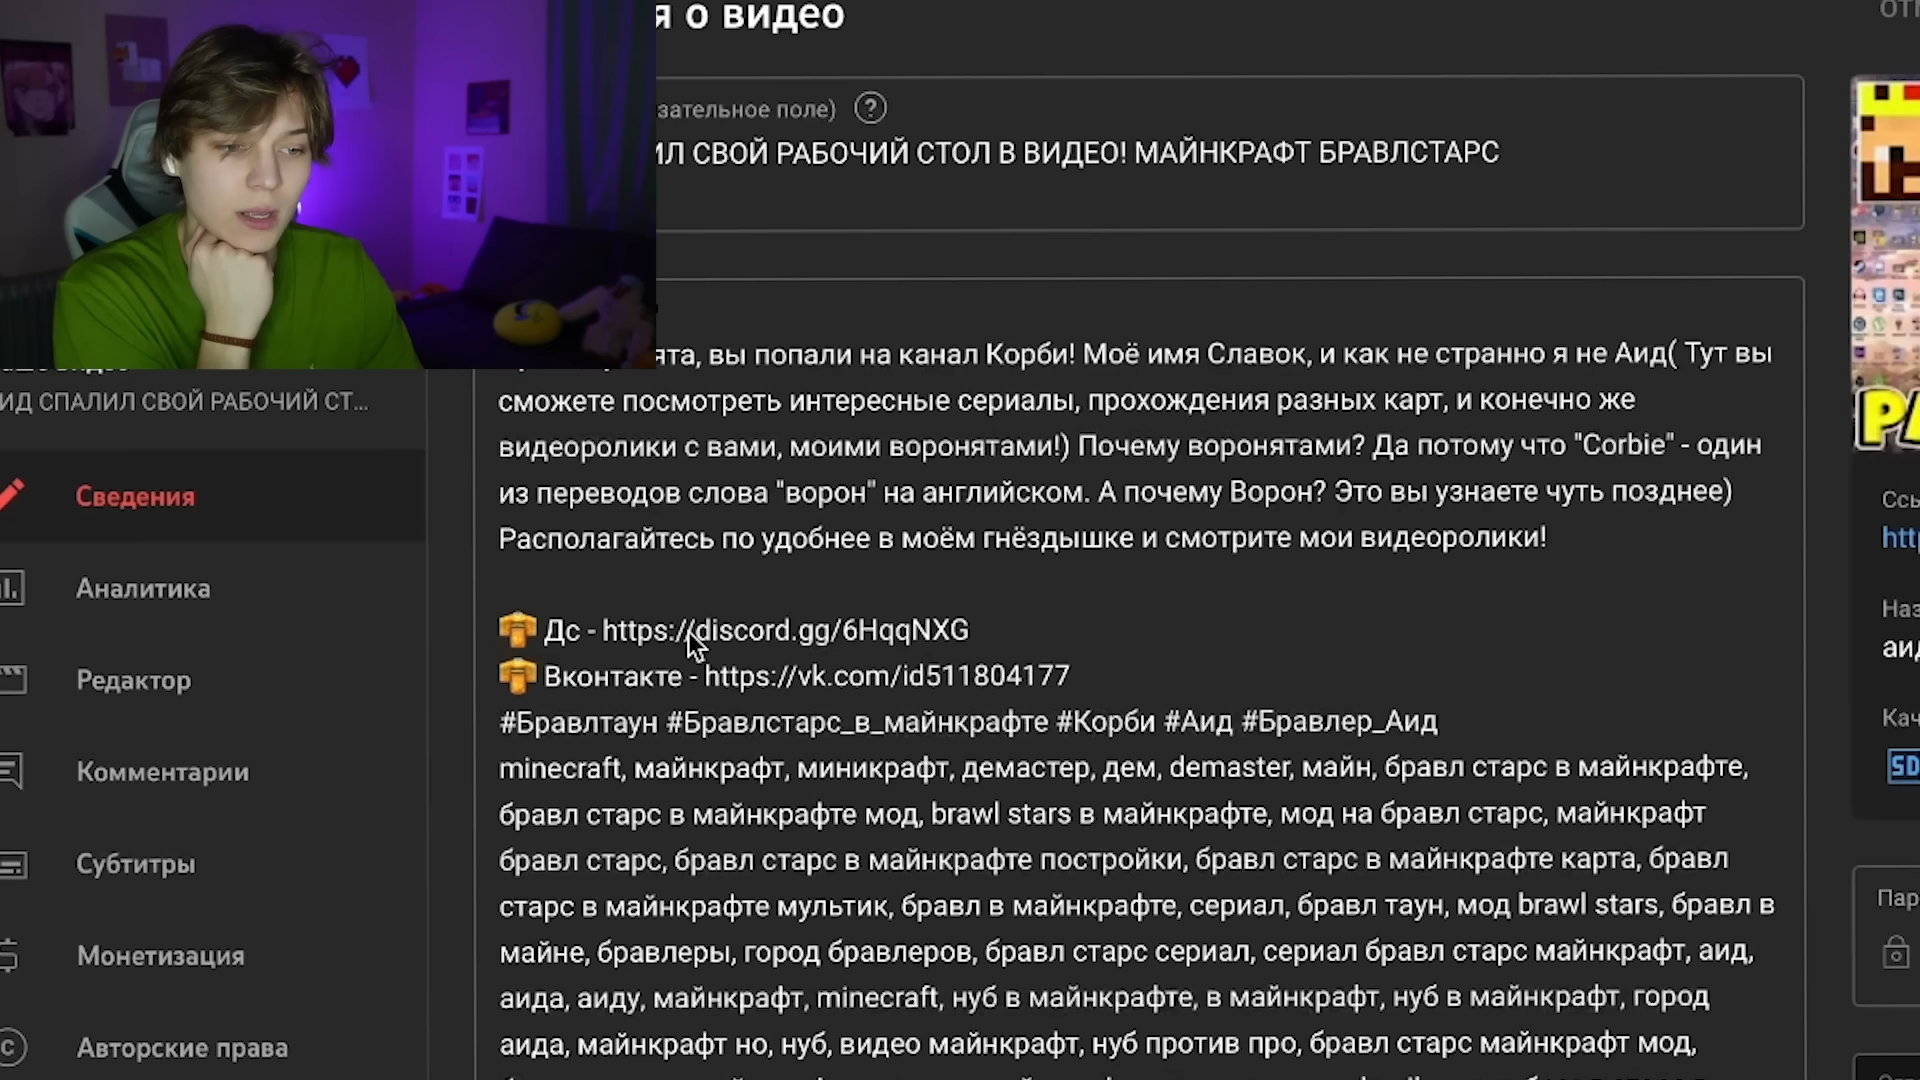 я о видео
зательное поле) ?
ИЛ СВОЙ РАБОЧИЙ СТОЛ В ВИДЕО! МАЙНКРАФТ БРАВЛСТАРС
ята, вы попали на канал Корби! Моё имя Славок, и как не странно я не Аид( Тут вы
сможете посмотреть интересные сериалы, прохождения разных карт, и конечно же
видеоролики с вами, моими воронятами!) Почему воронятами? Да потому что "Corbie" - один
из переводов слова "ворон" на английском. А почему Ворон? Это вы узнаете чуть позднее)
Располагайтесь по удобнее в моём гнёздышке и смотрите мои видеоролики!
Дс - https://discord.gg/6HqqNXG
Вконтакте - https://vk.com/id511804177
#Бравлтаун #Бравлстарс_в_майнкрафте #Корби #Аид #Бравлер_Аид
minecraft, майнкрафт, миникрафт, демастер, дем, demaster, майн, бравл старс в майнкрафте,
бравл старс в майнкрафте мод, brawl stars в майнкрафте, мод на бравл старс, майнкрафт
бравл старс, бравл старс в майнкрафте постройки, бравл старс в майнкрафте карта, бравл
старс в майнкрафте мультик, бравл в майнкрафте, сериал, бравл таун, мод brawl stars, бравл в
майне, бравлеры, город бравлеров, бравл старс сериал, сериал бравл старс майнкрафт, аид,
аида, аиду, майнкрафт, minecraft, нуб в майнкрафте, в майнкрафт, нуб в майнкрафт, город
аида, майнкрафт но, нуб, видео майнкрафт, нуб против про, бравл старс майнкрафт мод,
ИД СПАЛИЛ СВОЙ РАБОЧИЙ СТ...
Сведения
Аналитика
Редактор
Комментарии
Субтитры
Монетизация
Авторские права
РА
Ссы
http
Наз
аид
Кач
SD
Пар